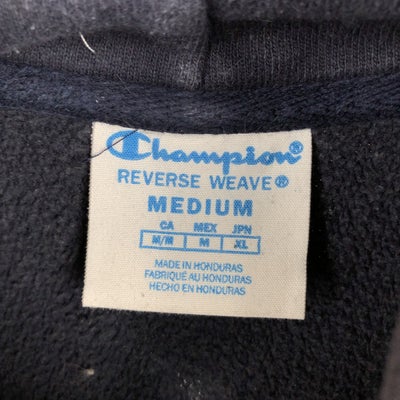 Champion®
REVERSE WEAVE®
MEDIUM
CA MEX JPN
M/M M XL
MADE IN HONDURAS
FABRIQUÉ AU HONDURAS
HECHO EN HONDURAS